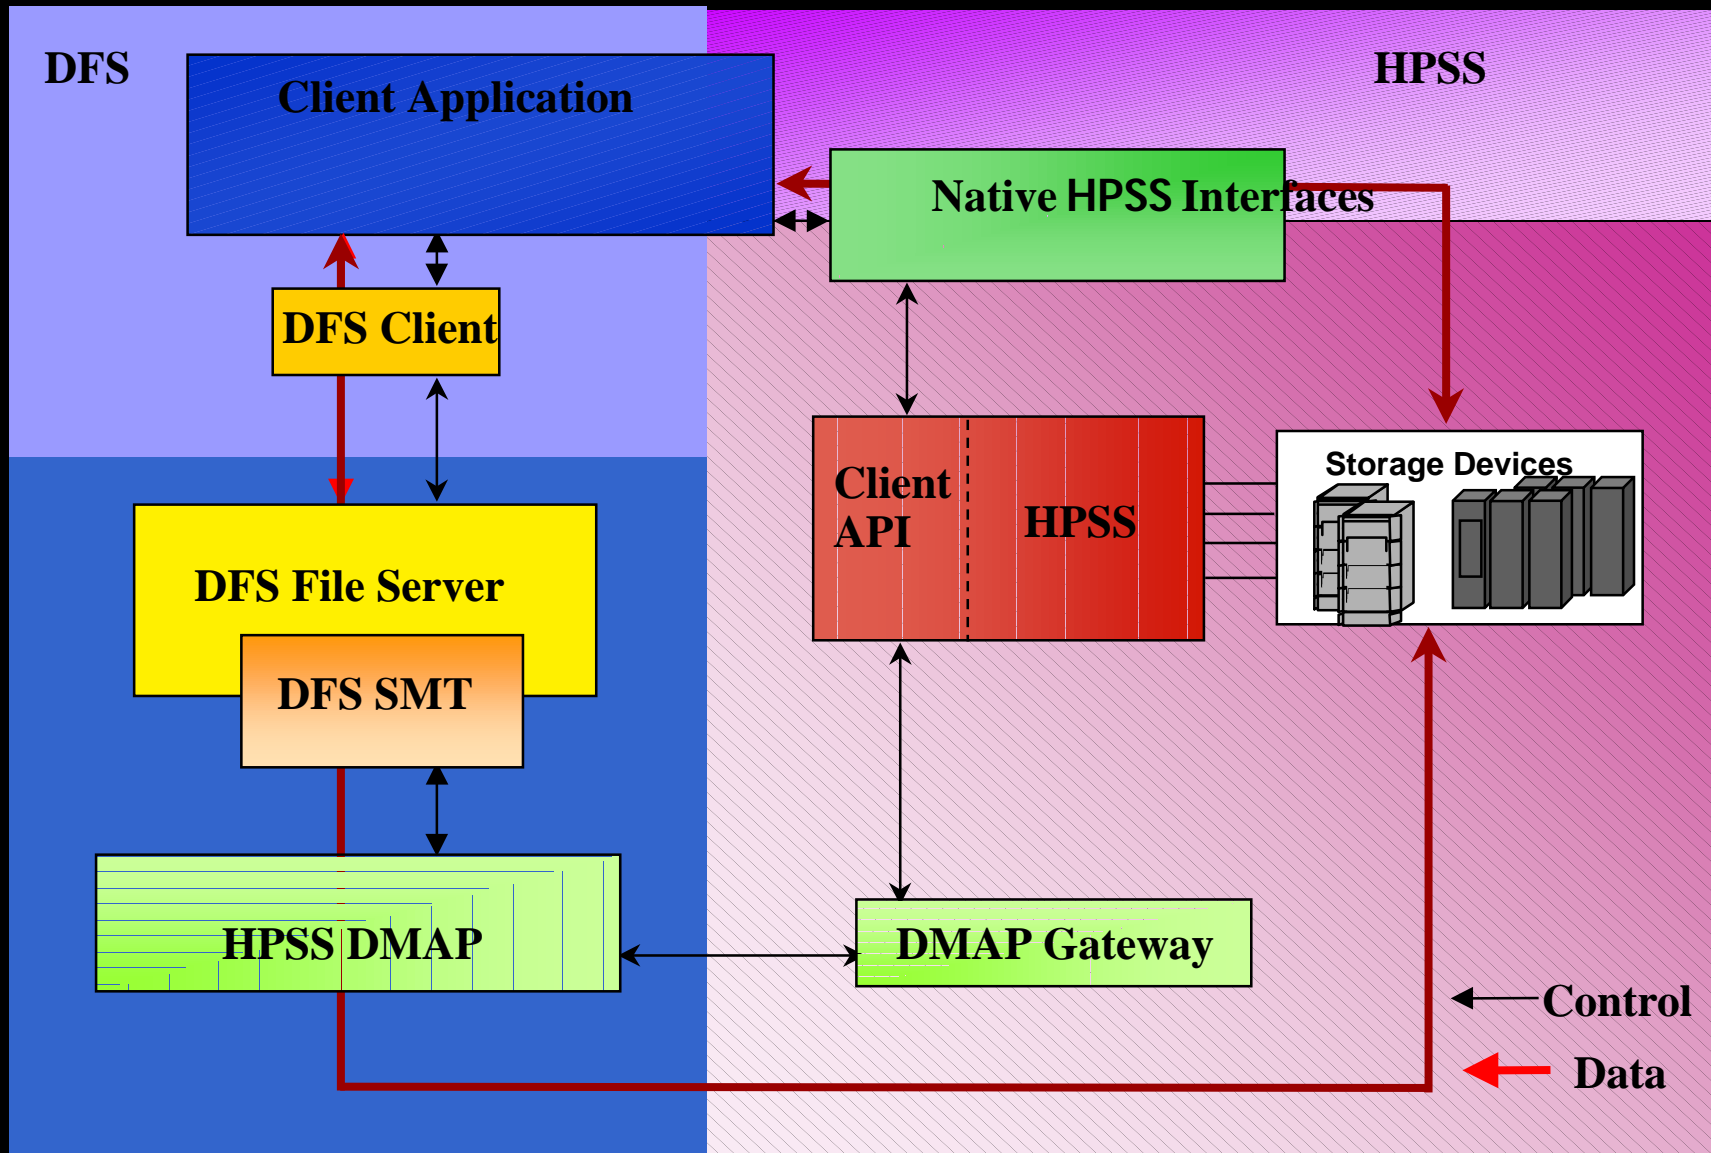 DFS
HPSS
Client Application
Native HPSS Interfaces
DFS Client
Client
API
HPSS
Storage Devices
DFS File Server
DFS SMT
HPSS DMAP
DMAP Gateway
Control
Data